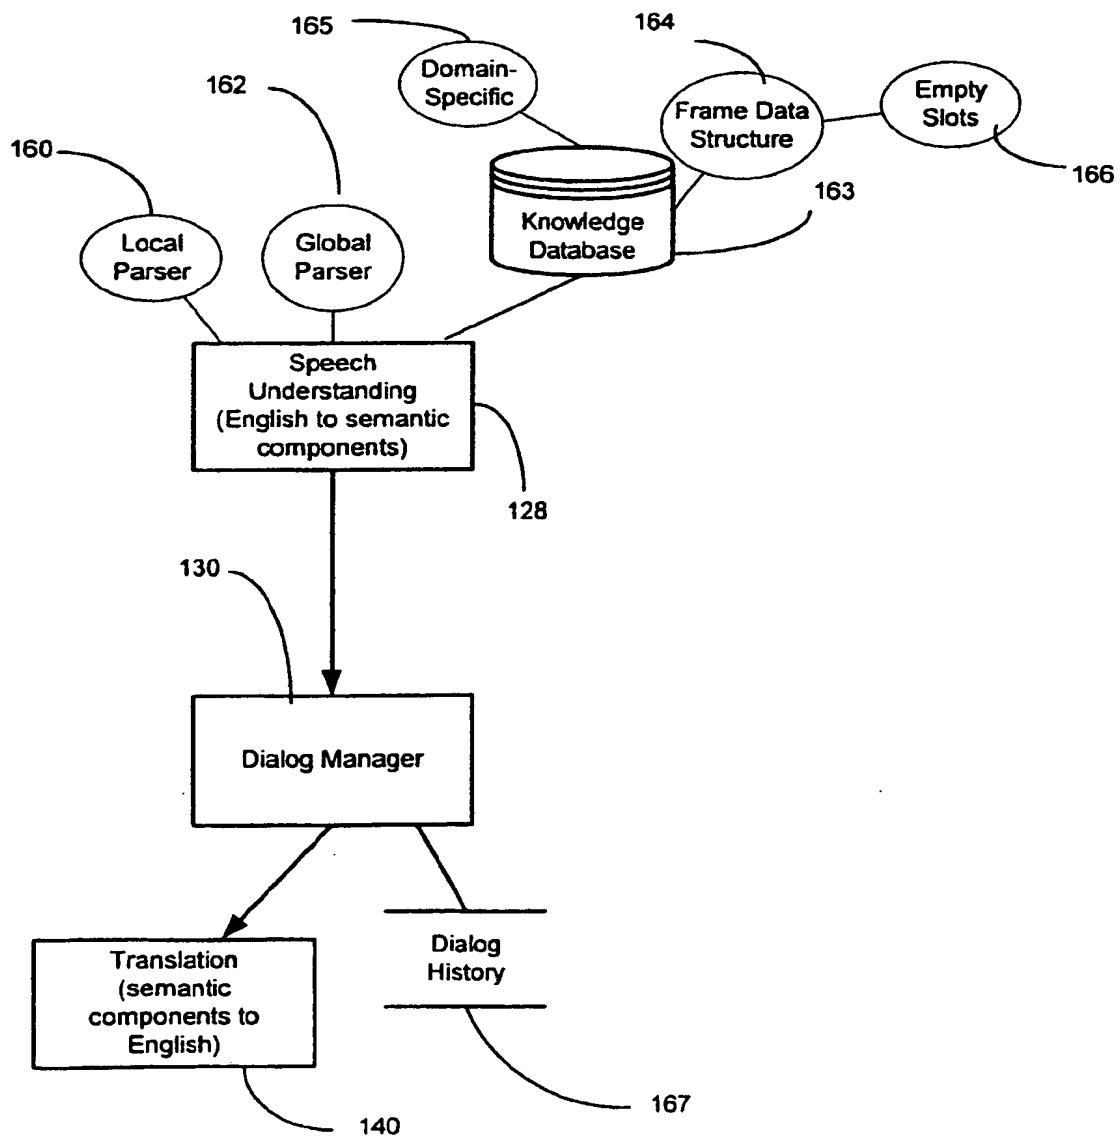 165
164
Domain-
Specific
162
Empty
Slots
Frame Data
Structure
160
166
163
Knowledge
Database
Local
Parser
Global
Parser
Speech
Understanding
(English to semantic
components)
128
130
Dialog Manager
Dialog
History
Translation
(semantic
components to
English)
167
140